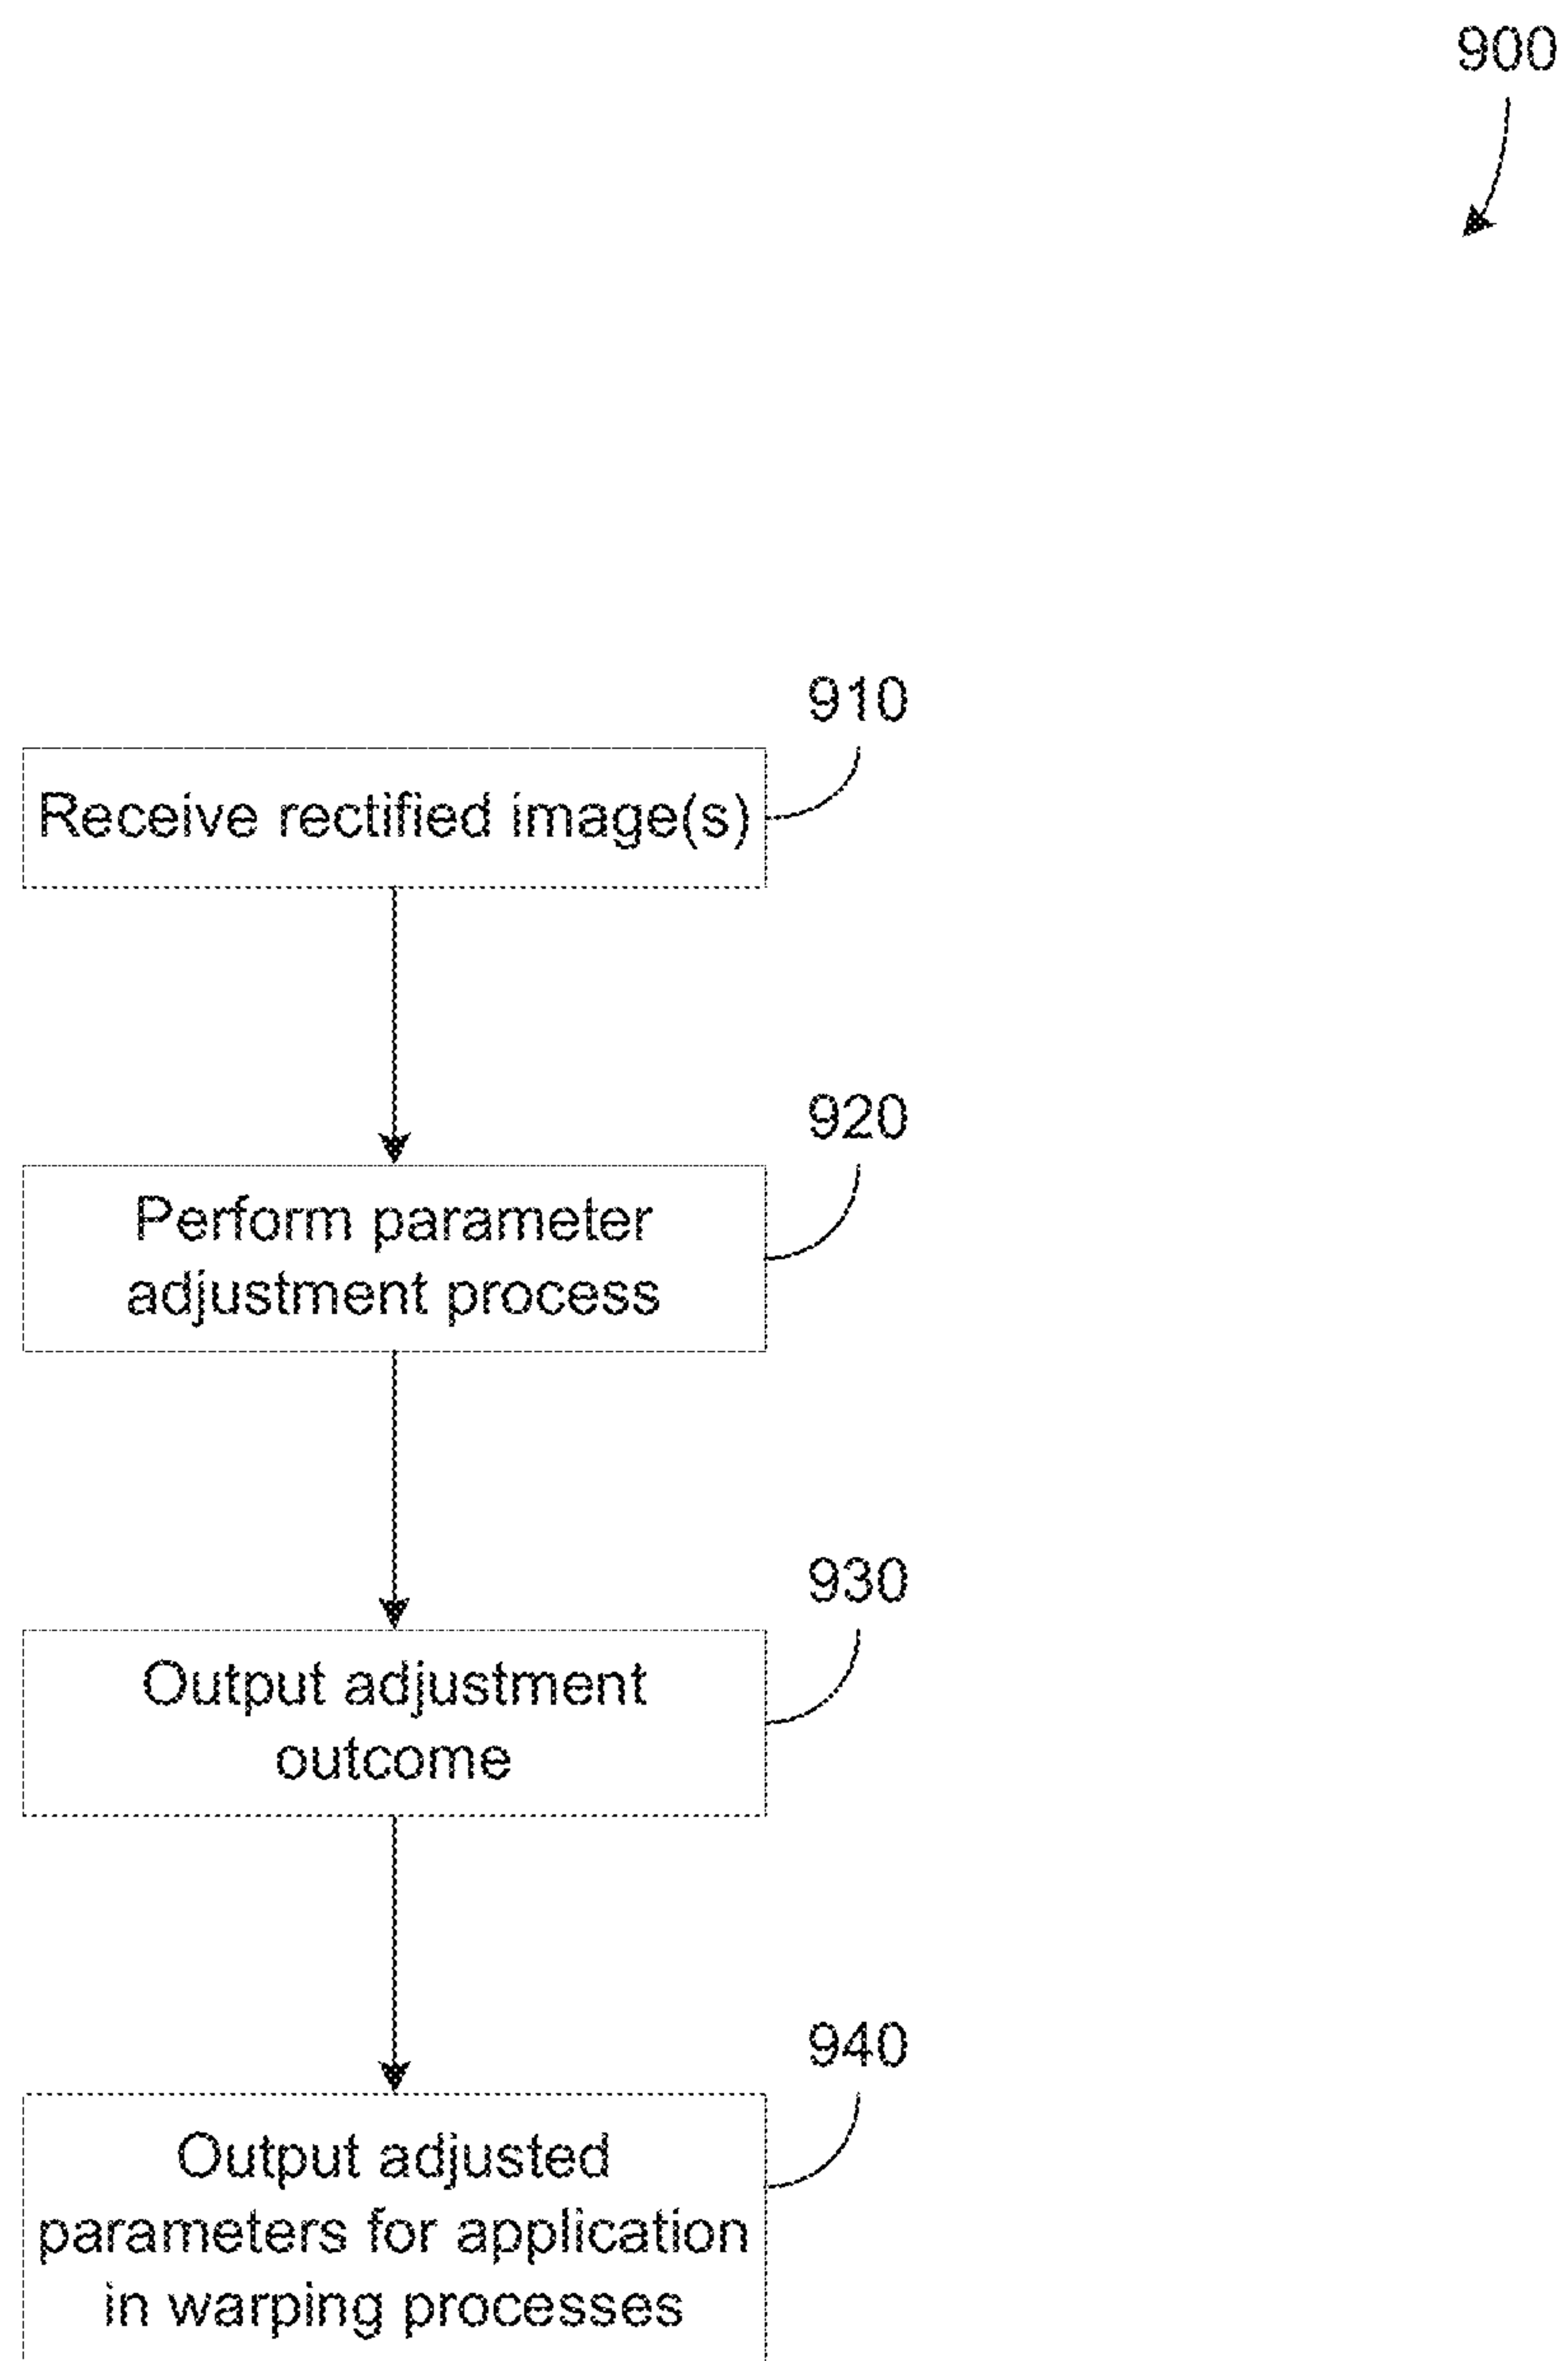 900
910
Receive rectified image(s)
920
Perform parameter
adjustment process
930
Output adjustment
outcome
940
Output adjusted
parameters for application
in warping processes